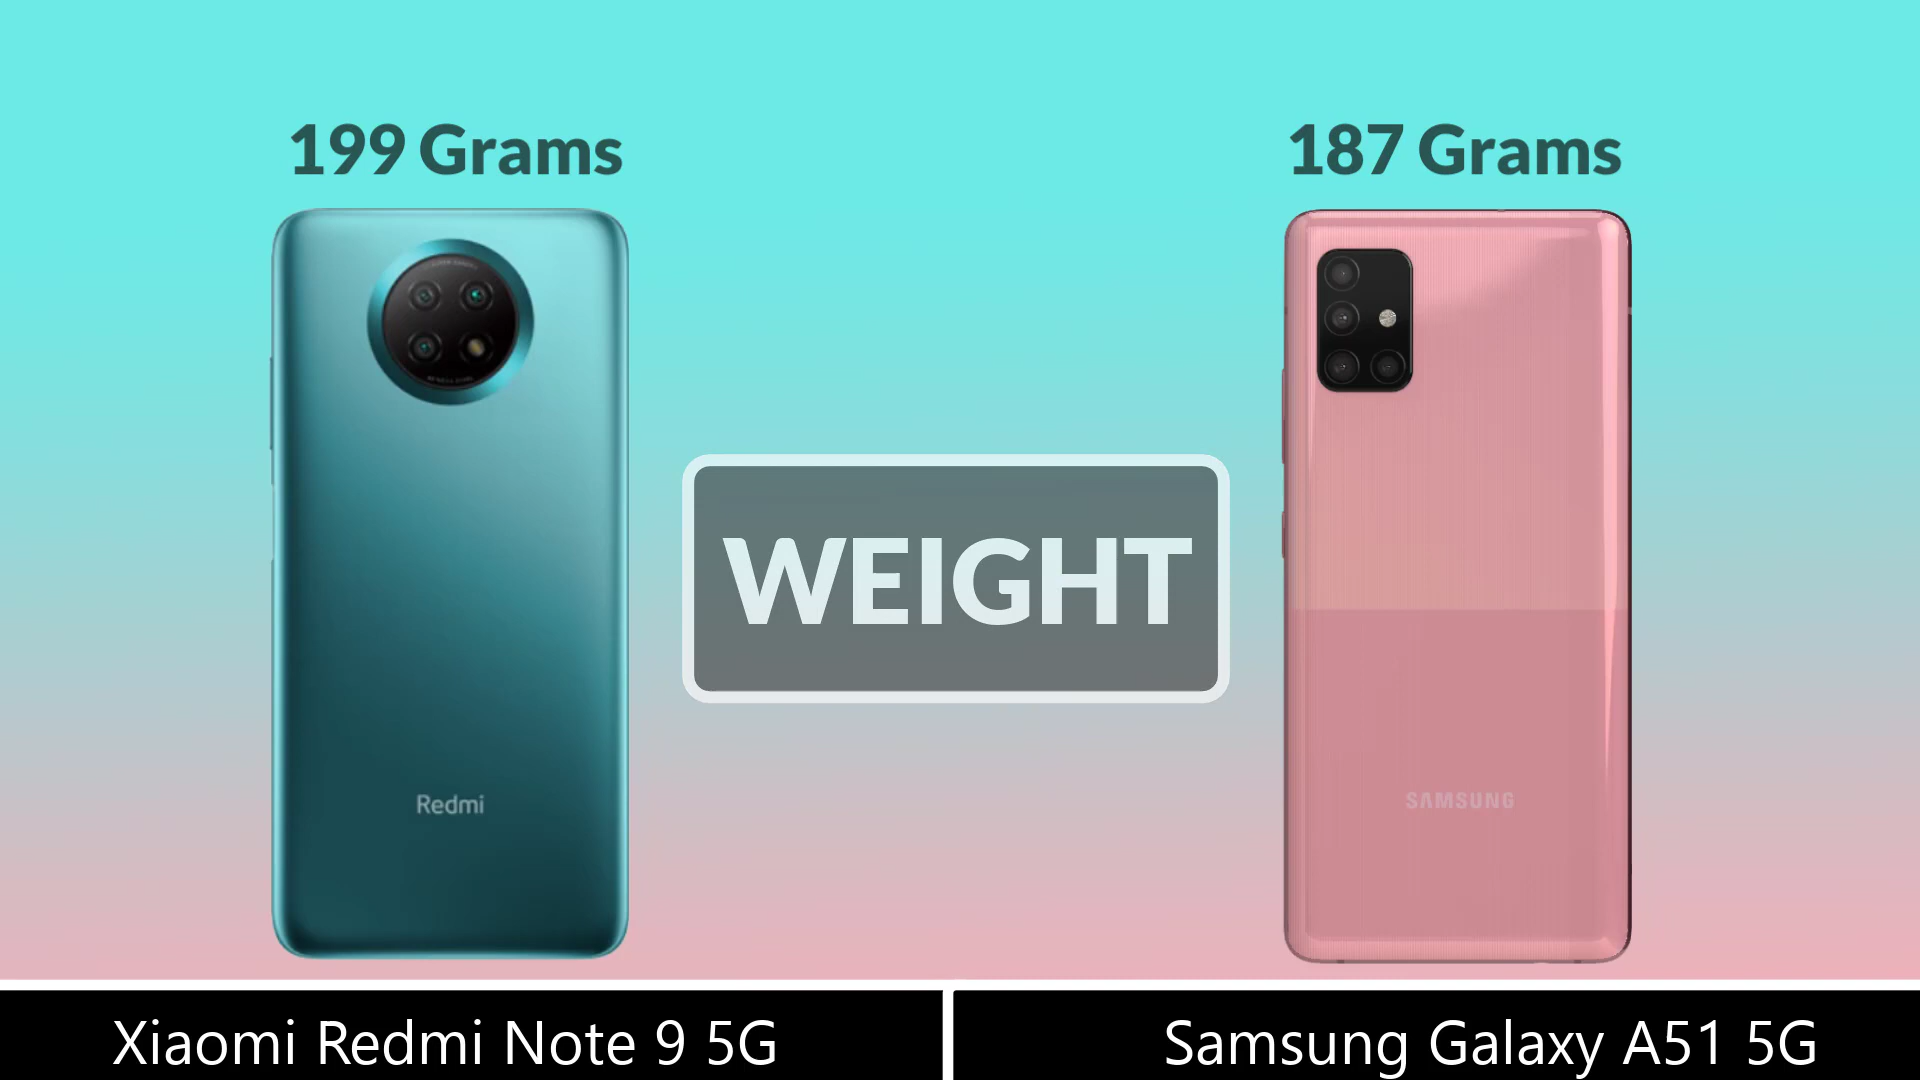 199 Grams
187 Grams
WEIGHT
Redmi
SAMSUNG
Xiaomi Redmi Note 9 5G
Samsung Galaxy A51 5G